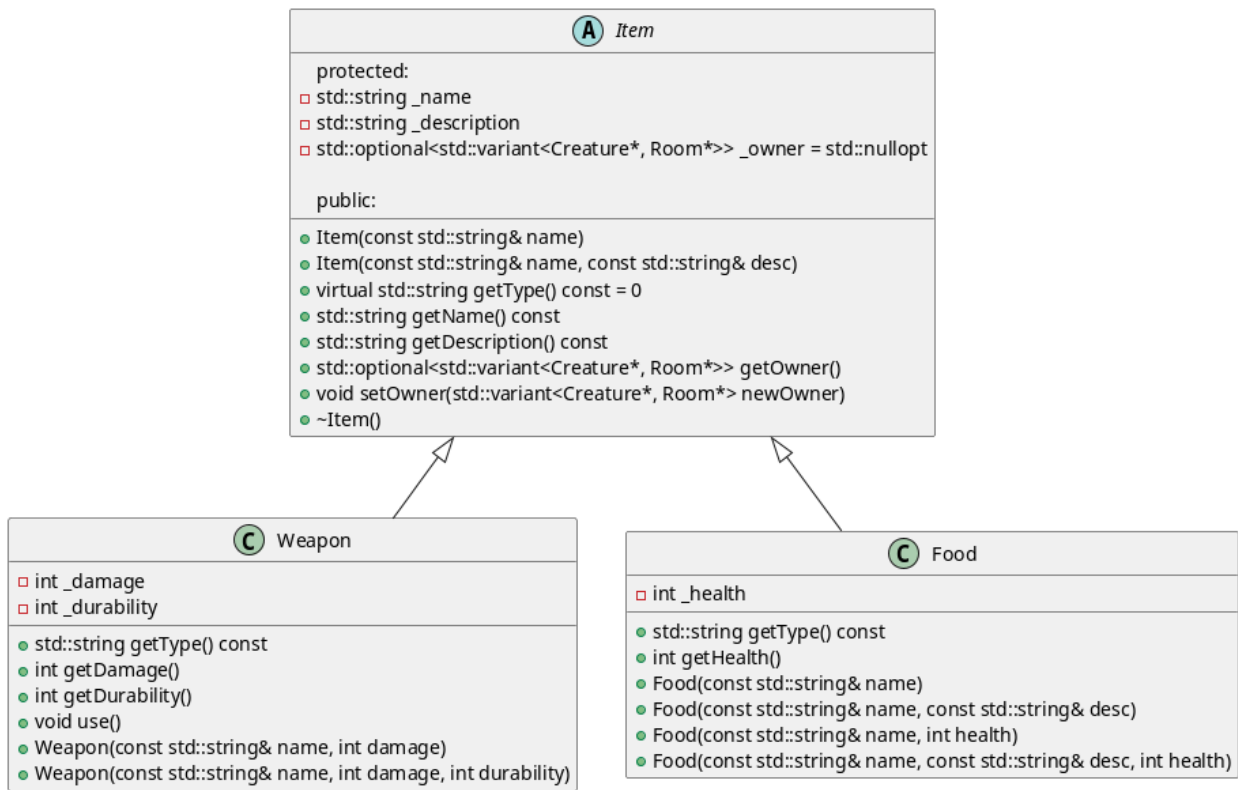 A Item
protected:
std::string _name
std::string _description
std::optional<std::variant<Creature*, Room*>> _owner = std::nullopt
public:
Item(const std::string& name)
Item(const std::string& name, const std::string& desc)
virtual std::string getType() const = 0
std::string getName() const
std::string getDescription() const
std::optional<std::variant<Creature*, Room*>> getOwner()
void setOwner(std::variant<Creature*, Room*> newOwner)
~Item()
C Weapon
int _damage
int _durability
std::string getType() const
int getDamage()
int getDurability()
void use()
Weapon(const std::string& name, int damage)
Weapon(const std::string& name, int damage, int durability)
C Food
int _health
std::string getType() const
int getHealth()
Food(const std::string& name)
Food(const std::string& name, const std::string& desc)
Food(const std::string& name, int health)
Food(const std::string& name, const std::string& desc, int health)